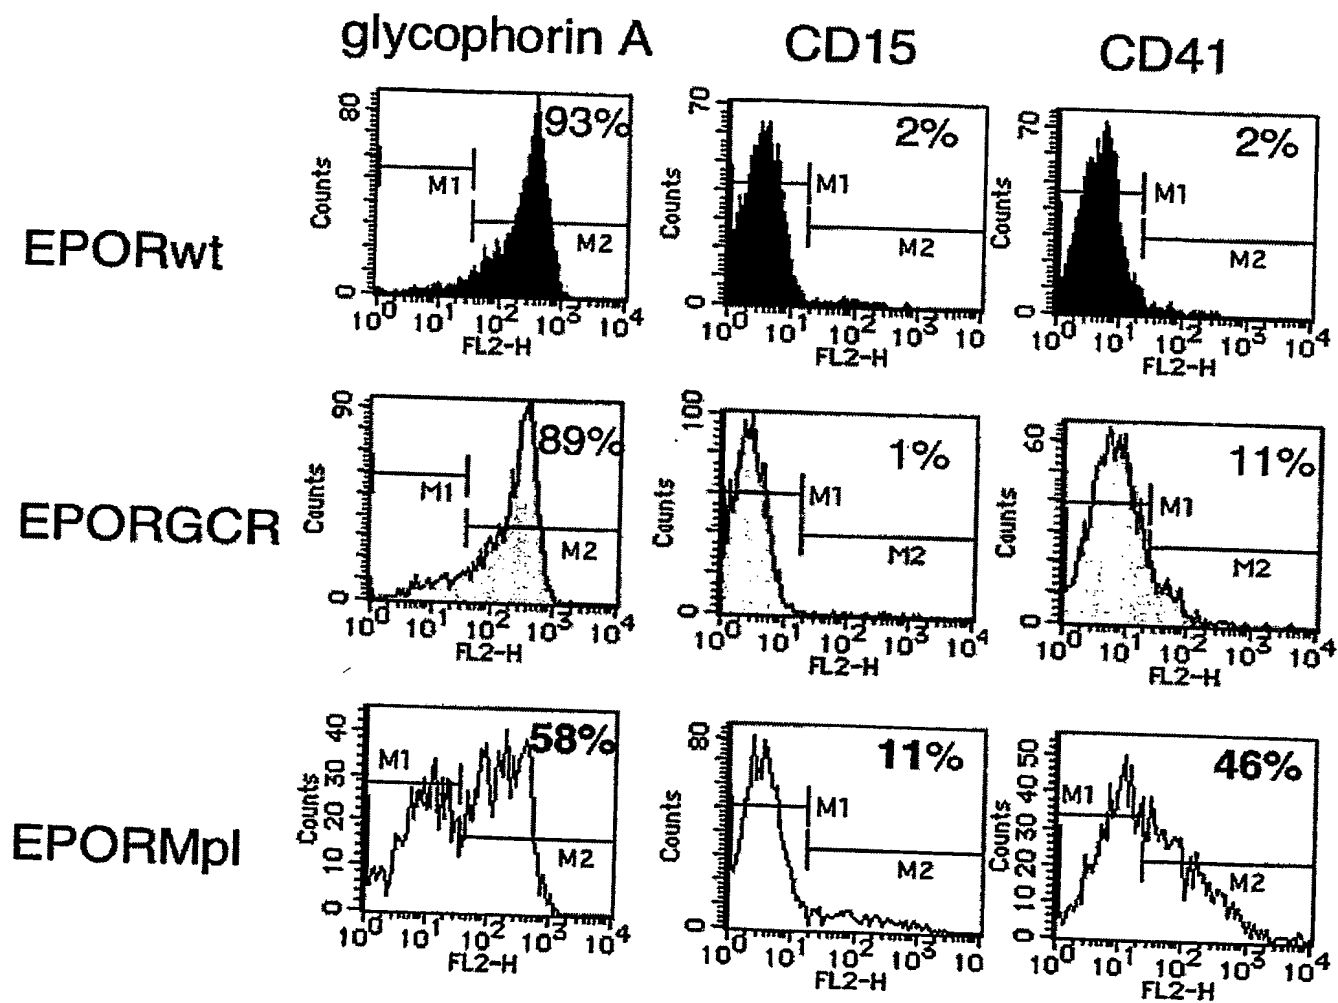 glycophorin A CD15 CD41
EPORwt
80 Counts 0 M1 M2 93% 10^0 10^1 10^2 10^3 10^4 FL2-H
70 Counts 0 M1 M2 2% 10^0 10^1 10^2 10^3 10 FL2-H
70 Counts 0 M1 M2 2% 10^0 10^1 10^2 10^3 10^4 FL2-H
EPORGCR
90 Counts 0 M1 M2 89% 10^0 10^1 10^2 10^3 10^4 FL2-H
100 Counts 0 M1 M2 1% 10^0 10^1 10^2 10^3 10^4 FL2-H
60 Counts 0 M1 M2 11% 10^0 10^1 10^2 10^3 10^4 FL2-H
EPORMpl
40 30 20 10 0 Counts M1 M2 58% 10^0 10^1 10^2 10^3 10^4 FL2-H
80 Counts 0 M1 M2 11% 10^0 10^1 10^2 10^3 10 FL2-H
50 40 30 20 10 0 Counts M1 M2 46% 10^0 10^1 10^2 10^3 10^4 FL2-H